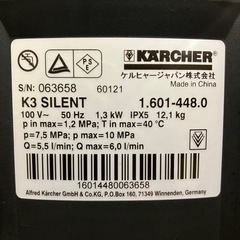 KÄRCHER
PS
E
ケルヒャージャパン株式会社
MADE IN CHINA
S/N: 063658 60121
K3 SILENT 1.601-448.0
100 V~ 50 Hz 1,3 kW IPX5 12,1 kg
p in max=1,2 MPa; T in max=40 °C
p=7,5 MPa; p max=10 MPa
Q=5,5 l/min; Q max=6,0 l/min
16014480063658
Alfred Kärcher GmbH & Co.KG, P.O.Box 160, 71349 Winnenden, Germany